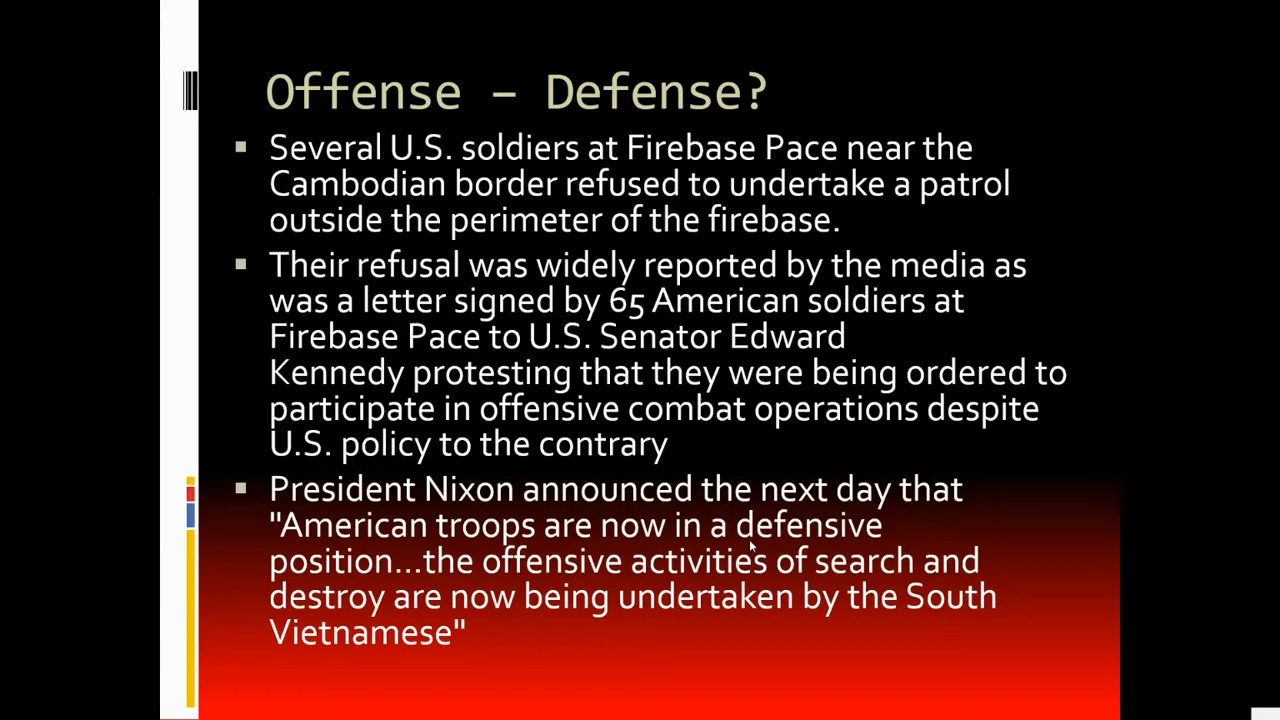 Offense – Defense?
▪ Several U.S. soldiers at Firebase Pace near the
Cambodian border refused to undertake a patrol
outside the perimeter of the firebase.
▪ Their refusal was widely reported by the media as
was a letter signed by 65 American soldiers at
Firebase Pace to U.S. Senator Edward
Kennedy protesting that they were being ordered to
participate in offensive combat operations despite
U.S. policy to the contrary
▪ President Nixon announced the next day that
"American troops are now in a defensive
position...the offensive activities of search and
destroy are now being undertaken by the South
Vietnamese"